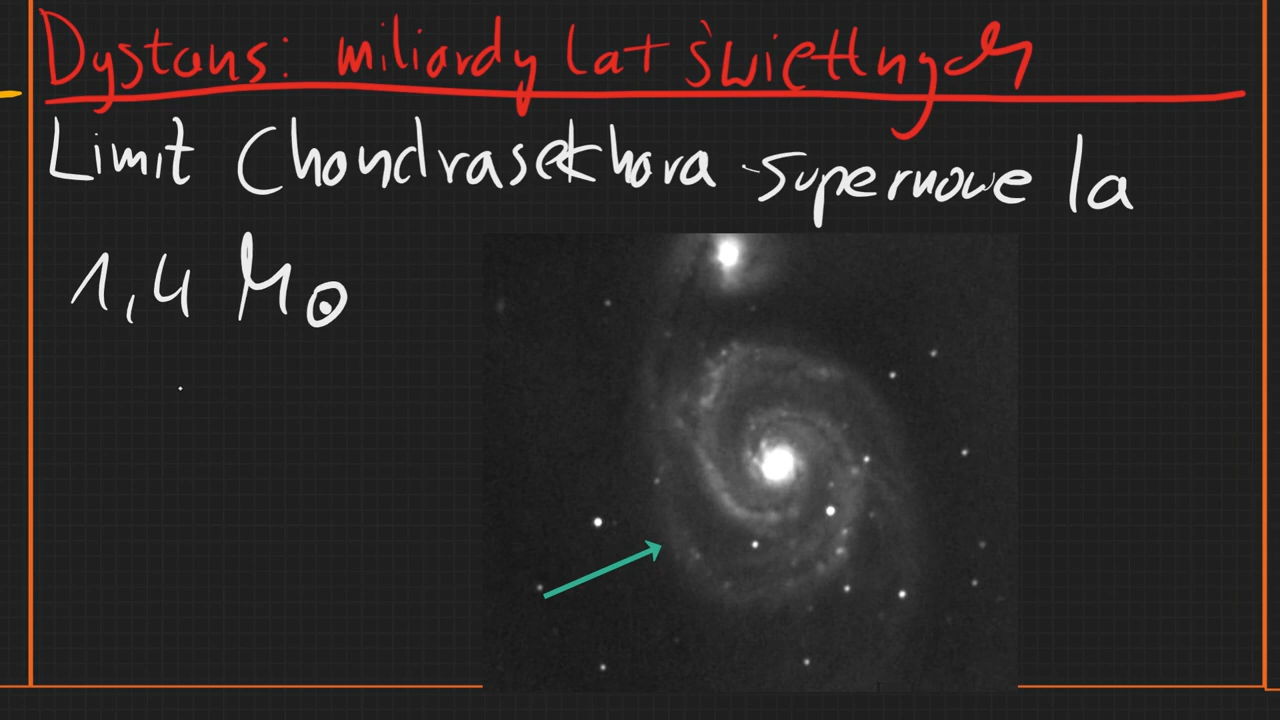 Dystans: miliardy lat świetlnych
Limit Chandrasekhara Supernowe Ia
1,4 M☉